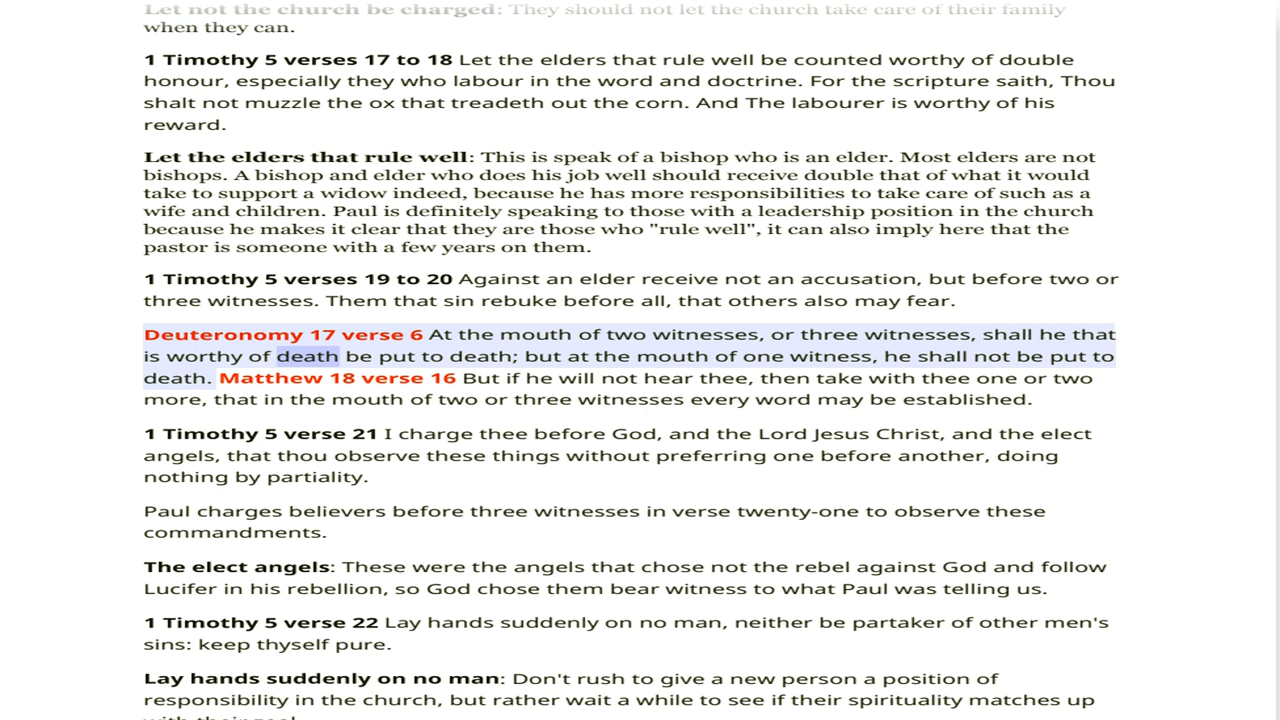 Let not the church be charged: They should not let the church take care of their family
when they can.
1 Timothy 5 verses 17 to 18 Let the elders that rule well be counted worthy of double
honour, especially they who labour in the word and doctrine. For the scripture saith, Thou
shalt not muzzle the ox that treadeth out the corn. And The labourer is worthy of his
reward.
Let the elders that rule well: This is speak of a bishop who is an elder. Most elders are not
bishops. A bishop and elder who does his job well should receive double that of what it would
take to support a widow indeed, because he has more responsibilities to take care of such as a
wife and children. Paul is definitely speaking to those with a leadership position in the church
because he makes it clear that they are those who "rule well", it can also imply here that the
pastor is someone with a few years on them.
1 Timothy 5 verses 19 to 20 Against an elder receive not an accusation, but before two or
three witnesses. Them that sin rebuke before all, that others also may fear.
Deuteronomy 17 verse 6 At the mouth of two witnesses, or three witnesses, shall he that
is worthy of death be put to death; but at the mouth of one witness, he shall not be put to
death. Matthew 18 verse 16 But if he will not hear thee, then take with thee one or two
more, that in the mouth of two or three witnesses every word may be established.
1 Timothy 5 verse 21 I charge thee before God, and the Lord Jesus Christ, and the elect
angels, that thou observe these things without preferring one before another, doing
nothing by partiality.
Paul charges believers before three witnesses in verse twenty-one to observe these
commandments.
The elect angels: These were the angels that chose not the rebel against God and follow
Lucifer in his rebellion, so God chose them bear witness to what Paul was telling us.
1 Timothy 5 verse 22 Lay hands suddenly on no man, neither be partaker of other men's
sins: keep thyself pure.
Lay hands suddenly on no man: Don't rush to give a new person a position of
responsibility in the church, but rather wait a while to see if their spirituality matches up